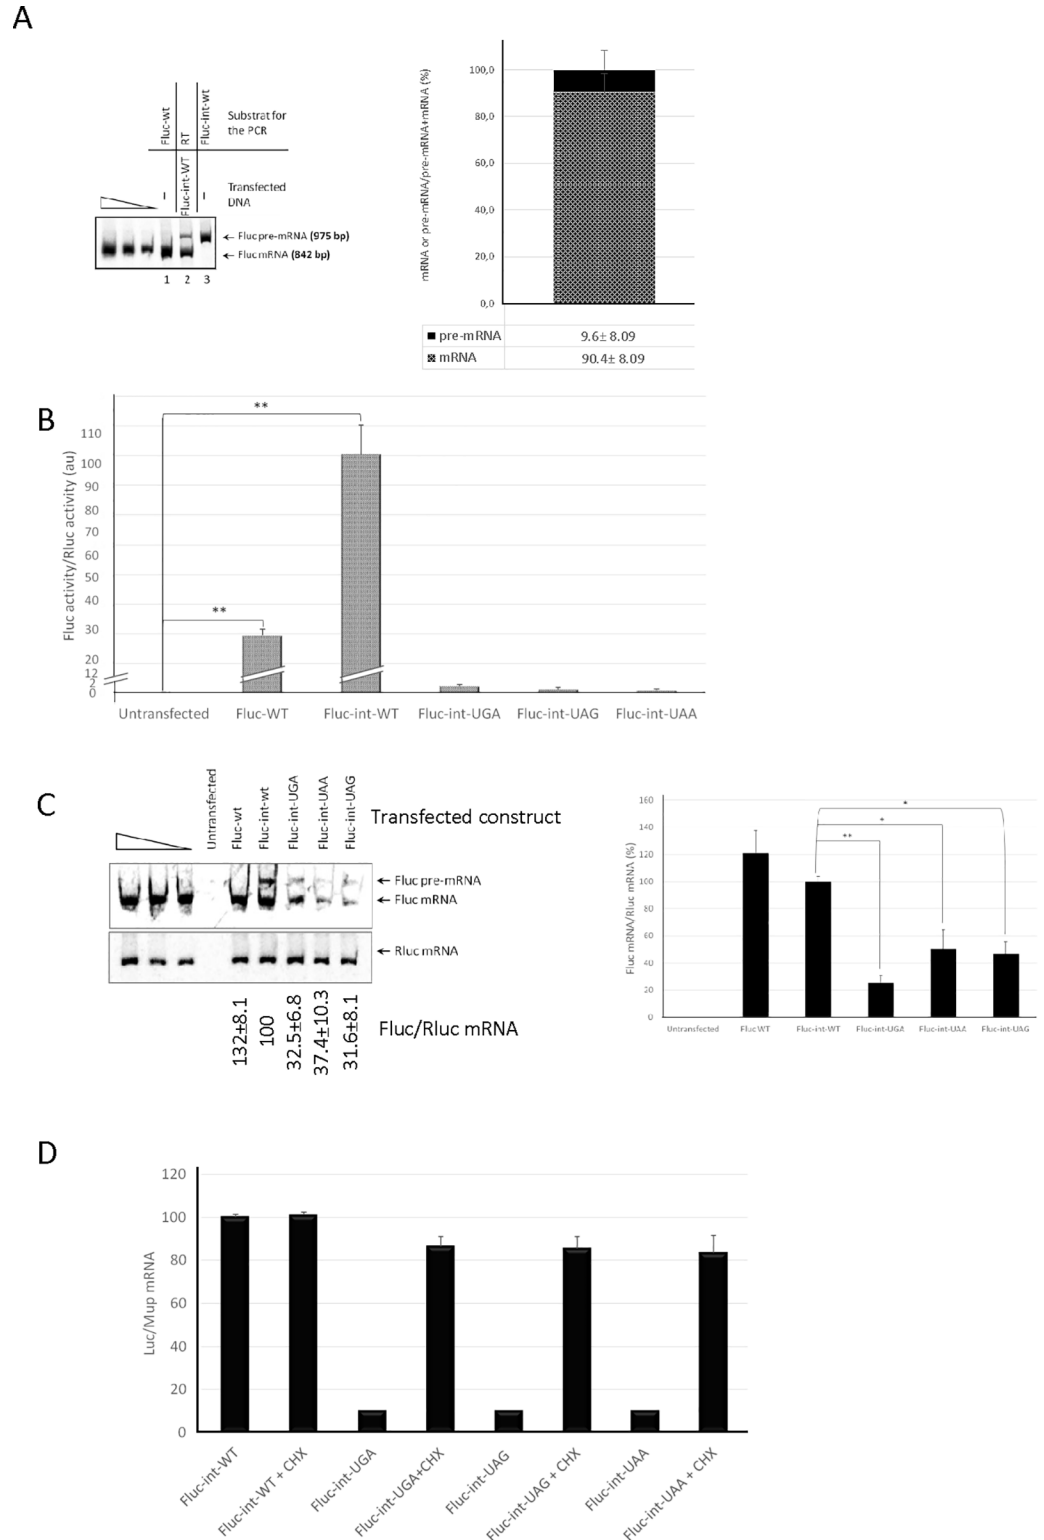 A
Fluc-wt
RT
Fluc-int-wt
Substrat for
the PCR
–
Fluc-int-WT
–
Transfected
DNA
← Fluc pre-mRNA (975 bp)
← Fluc mRNA (842 bp)
1 2 3
mRNA or pre-mRNA/pre-mRNA+mRNA (%)
100,0
80,0
60,0
40,0
20,0
0,0
pre-mRNA 9.6± 8.09
mRNA 90.4± 8.09
B
Fluc activity/Rluc activity (au)
110
100
90
80
70
60
50
40
30
20
12
2
0
**
**
Untransfected Fluc-WT Fluc-int-WT Fluc-int-UGA Fluc-int-UAG Fluc-int-UAA
C
Untransfected
Fluc-wt
Fluc-int-wt
Fluc-int-UGA
Fluc-int-UAA
Fluc-int-UAG
Transfected construct
← Fluc pre-mRNA
← Fluc mRNA
← Rluc mRNA
132±8.1
100
32.5±6.8
37.4±10.3
31.6±8.1
Fluc/Rluc mRNA
Fluc mRNA/Rluc mRNA (%)
160
140
120
100
80
60
40
20
0
*
*
**
Untransfected Fluc WT Fluc-int-WT Fluc-int-UGA Fluc-int-UAA Fluc-int-UAG
D
Luc/Mup mRNA
120
100
80
60
40
20
0
Fluc-int-WT
Fluc-int-WT + CHX
Fluc-int-UGA
Fluc-int-UGA+CHX
Fluc-int-UAG
Fluc-int-UAG + CHX
Fluc-int-UAA
Fluc-int-UAA + CHX